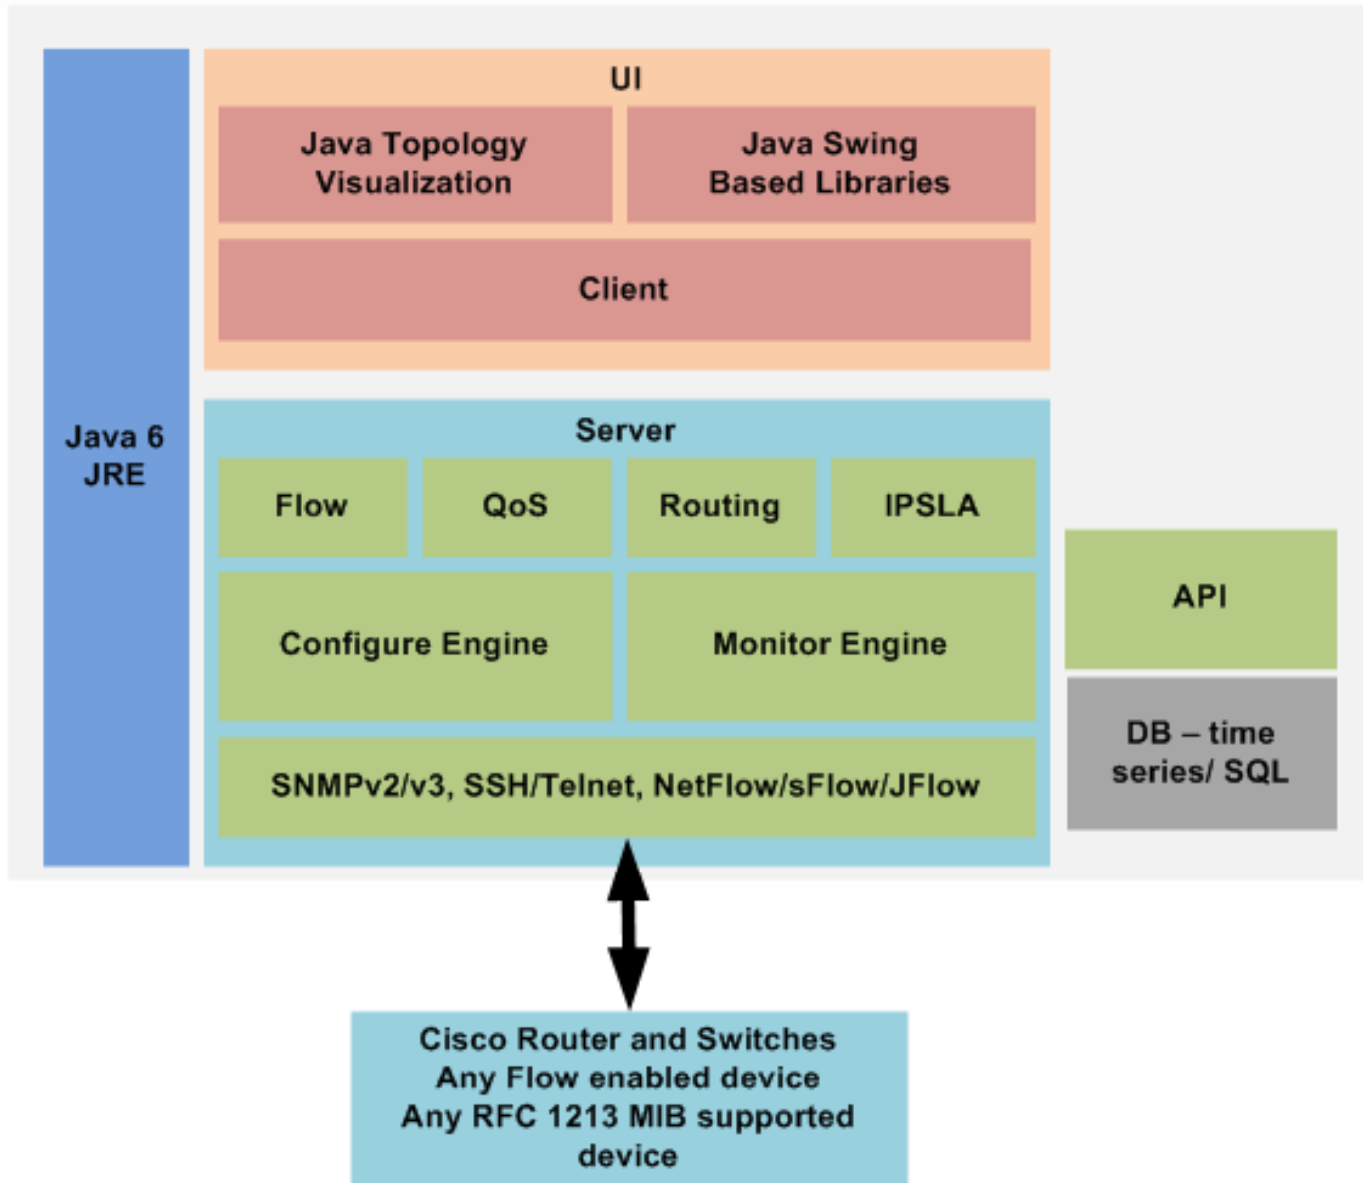 UI
Java Topology
Visualization
Java Swing
Based Libraries
Client
Java 6
JRE
Server
Flow
QoS
Routing
IPSLA
Configure Engine
Monitor Engine
API
DB – time
series/ SQL
SNMPv2/v3, SSH/Telnet, NetFlow/sFlow/JFlow
Cisco Router and Switches
Any Flow enabled device
Any RFC 1213 MIB supported
device